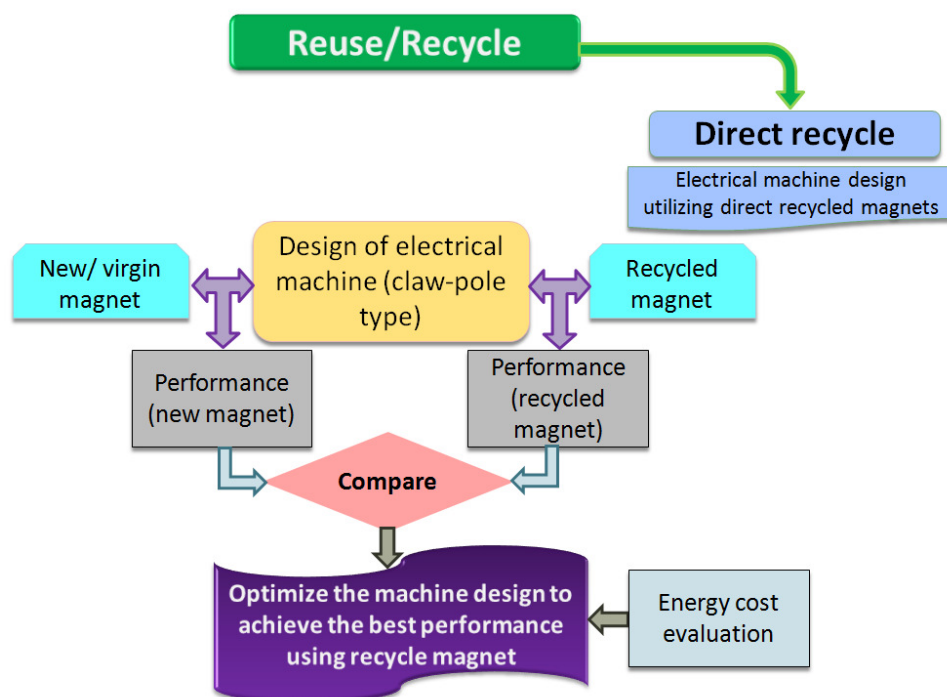 Reuse/Recycle
Direct recycle
Electrical machine design
utilizing direct recycled magnets
New/ virgin
magnet
Design of electrical
machine (claw-pole
type)
Recycled
magnet
Performance
(new magnet)
Performance
(recycled
magnet)
Compare
Optimize the machine design to
achieve the best performance
using recycle magnet
Energy cost
evaluation